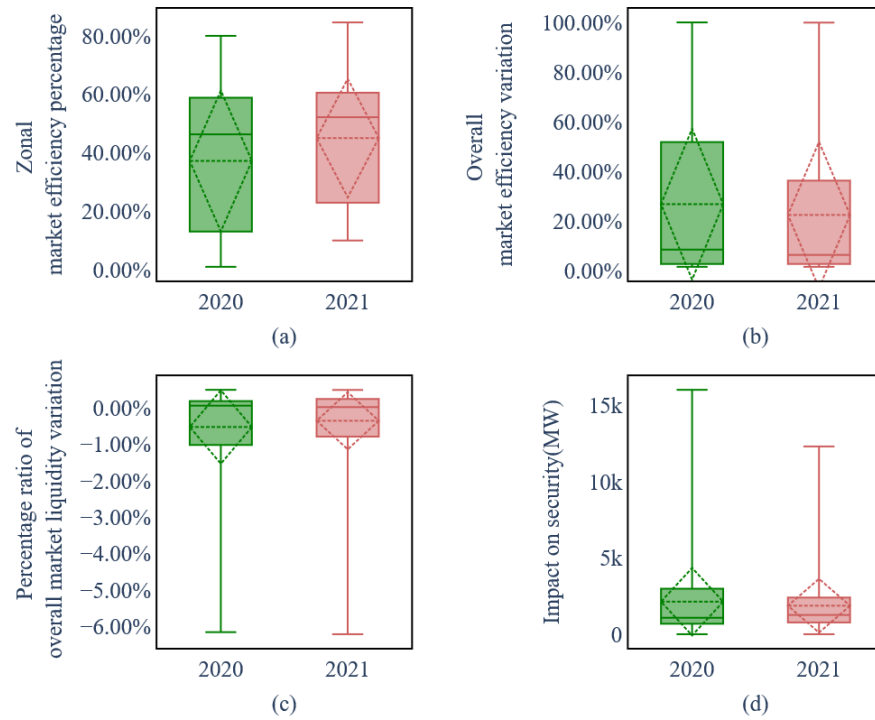 Zonal
market efficiency percentage
80.00%
60.00%
40.00%
20.00%
0.00%
2020
2021
(a)
Overall
market efficiency variation
100.00%
80.00%
60.00%
40.00%
20.00%
0.00%
2020
2021
(b)
Percentage ratio of
overall market liquidity variation
0.00%
−1.00%
−2.00%
−3.00%
−4.00%
−5.00%
−6.00%
2020
2021
(c)
Impact on security(MW)
15k
10k
5k
0
2020
2021
(d)